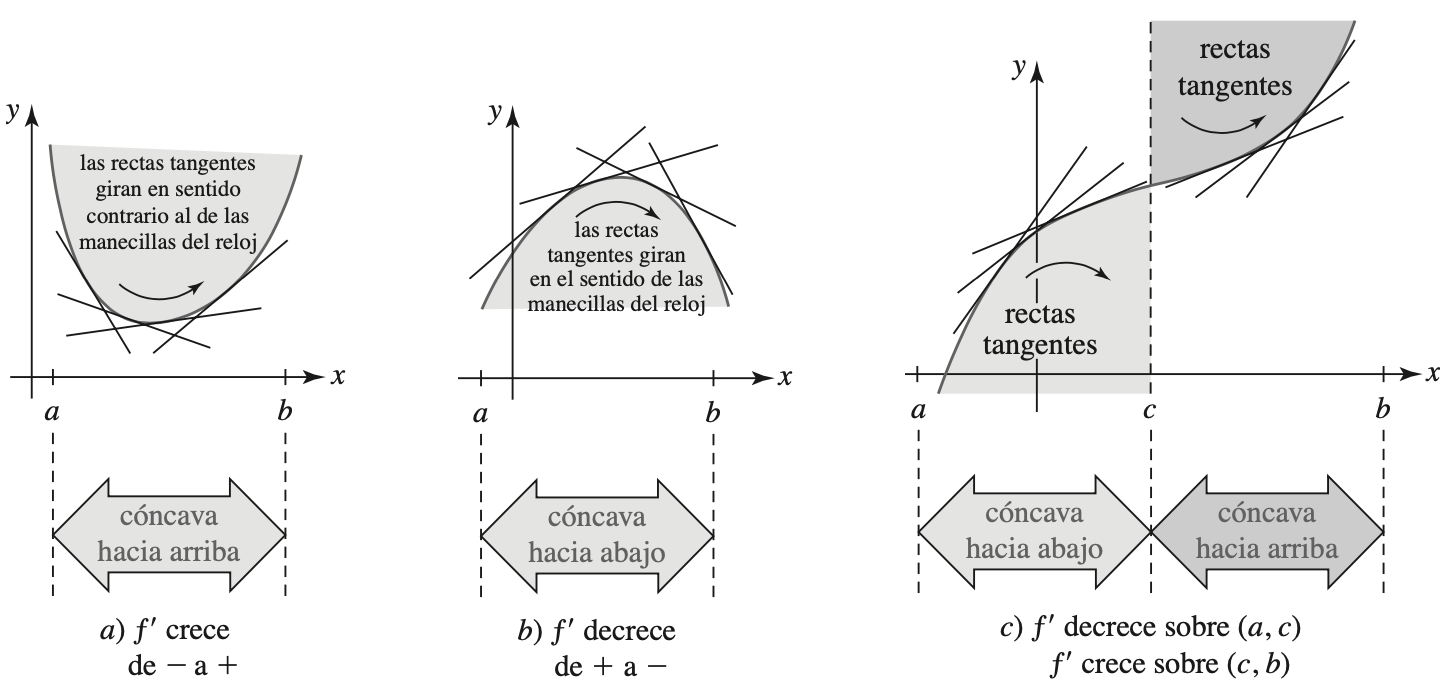 y
las rectas tangentes
giran en sentido
contrario al de las
manecillas del reloj
x
a
b
cóncava
hacia arriba
a) f′ crece
de − a +
y
las rectas
tangentes giran
en el sentido de las
manecillas del reloj
x
a
b
cóncava
hacia abajo
b) f′ decrece
de + a −
y
rectas
tangentes
rectas
tangentes
x
a
c
b
cóncava
hacia abajo
cóncava
hacia arriba
c) f′ decrece sobre (a, c)
f′ crece sobre (c, b)